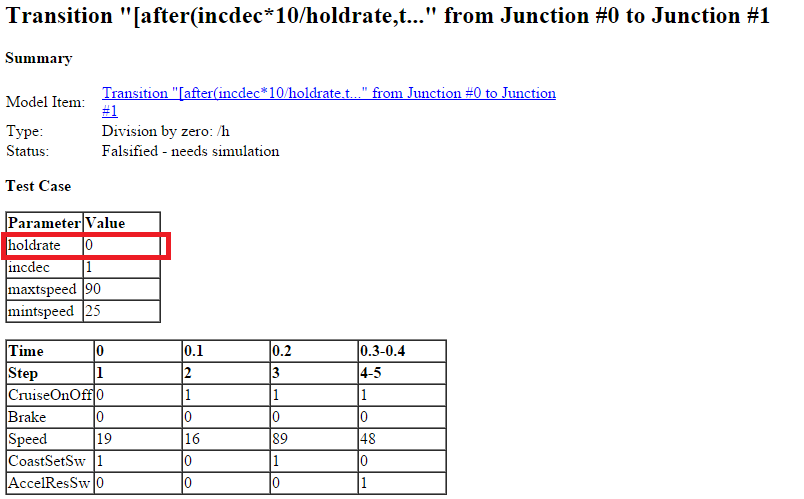 Transition "[after(incdec*10/holdrate,t..." from Junction #0 to Junction #1
Summary
Model Item: Transition "[after(incdec*10/holdrate,t..." from Junction #0 to Junction
#1
Type: Division by zero: /h
Status: Falsified - needs simulation
Test Case
Parameter Value
holdrate 0
incdec 1
maxtspeed 90
mintspeed 25
Time 0 0.1 0.2 0.3-0.4
Step 1 2 3 4-5
CruiseOnOff 0 1 1 1
Brake 0 0 0 0
Speed 19 16 89 48
CoastSetSw 1 0 1 0
AccelResSw 0 0 0 1